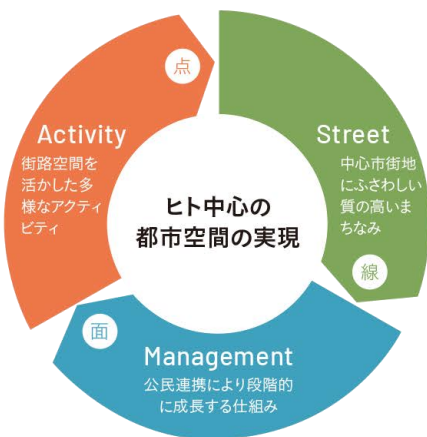 点
Activity
街路空間を
活かした多
様なアクティ
ビティ
Street
中心市街地
にふさわしい
質の高いま
ちなみ
線
ヒト中心の
都市空間の実現
面
Management
公民連携により段階的
に成長する仕組み